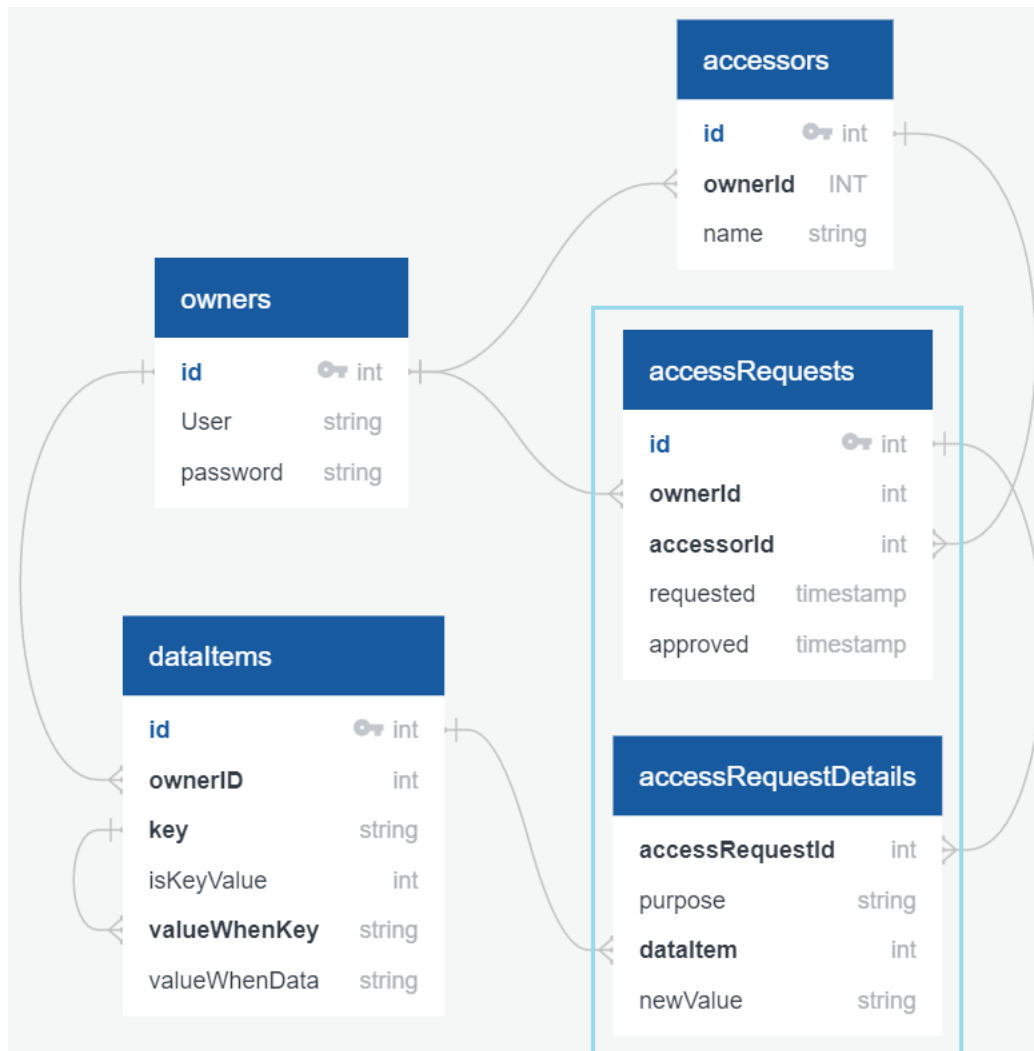 accessors
id int
ownerId INT
name string
owners
id int
User string
password string
accessRequests
id int
ownerId int
accessorId int
requested timestamp
approved timestamp
dataItems
id int
ownerID int
key string
isKeyValue int
valueWhenKey string
valueWhenData string
accessRequestDetails
accessRequestId int
purpose string
dataItem int
newValue string